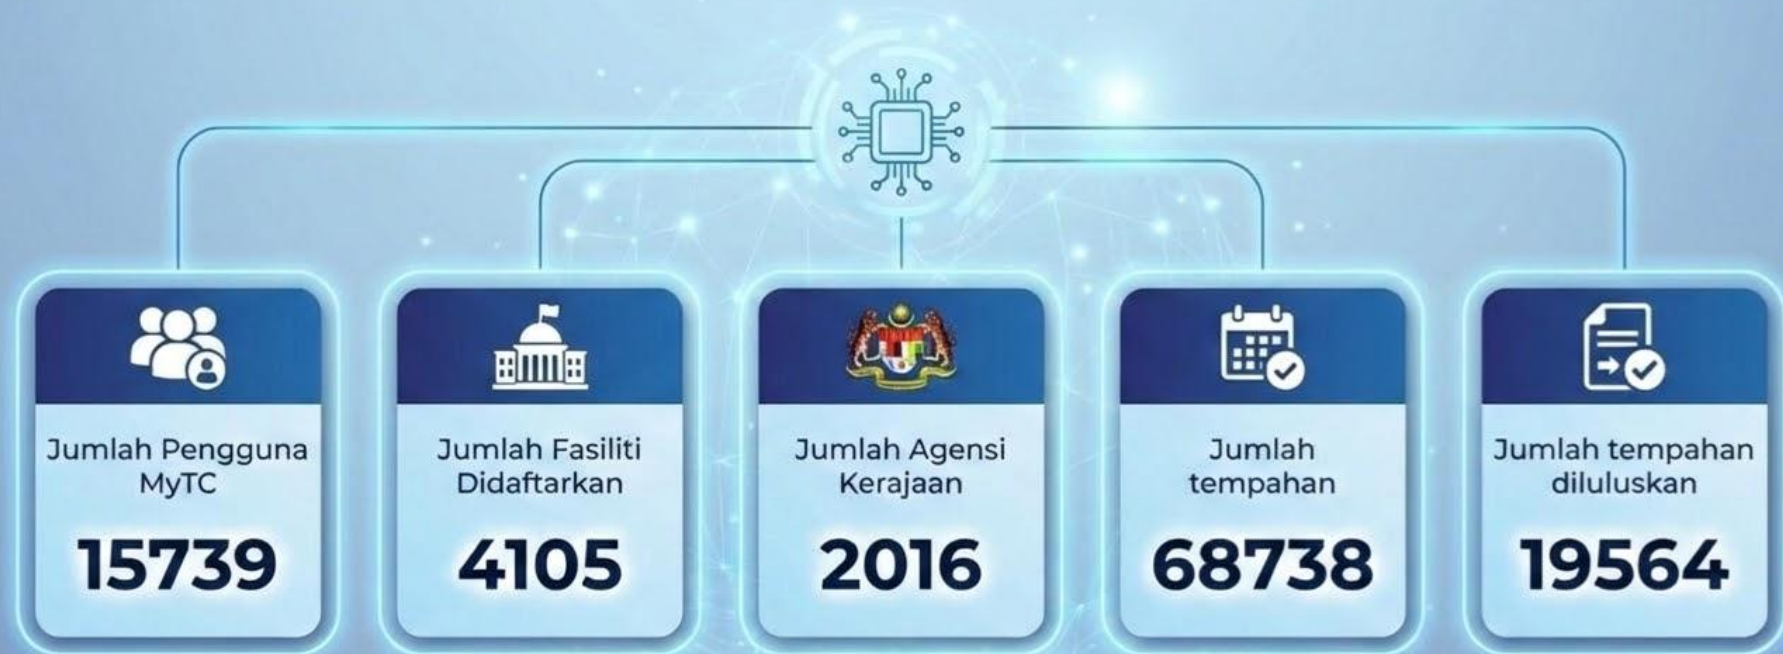 Jumlah Pengguna
MyTC
15739
Jumlah Fasiliti
Didaftarkan
4105
Jumlah Agensi
Kerajaan
2016
Jumlah
tempahan
68738
Jumlah tempahan
diluluskan
19564